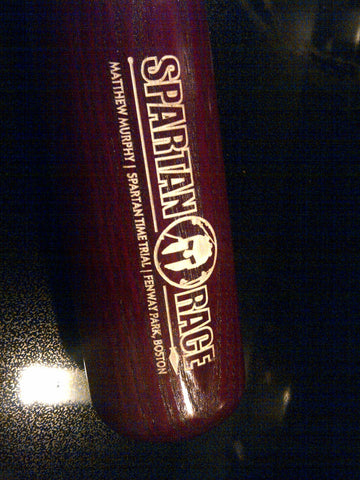 SPARTAN RACE
MATTHEW MURPHY | SPARTAN TIME TRIAL | FENWAY PARK, BOSTON